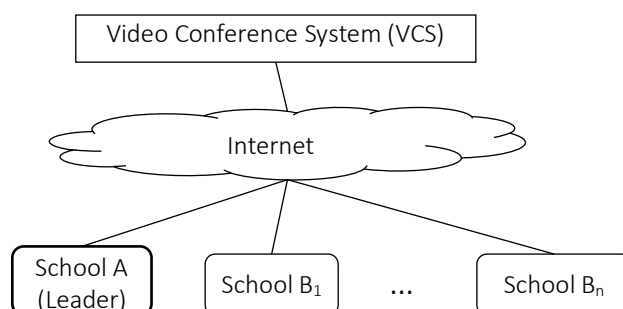 Video Conference System (VCS)
Internet
School A
(Leader)
School B₁
...
School Bₙ